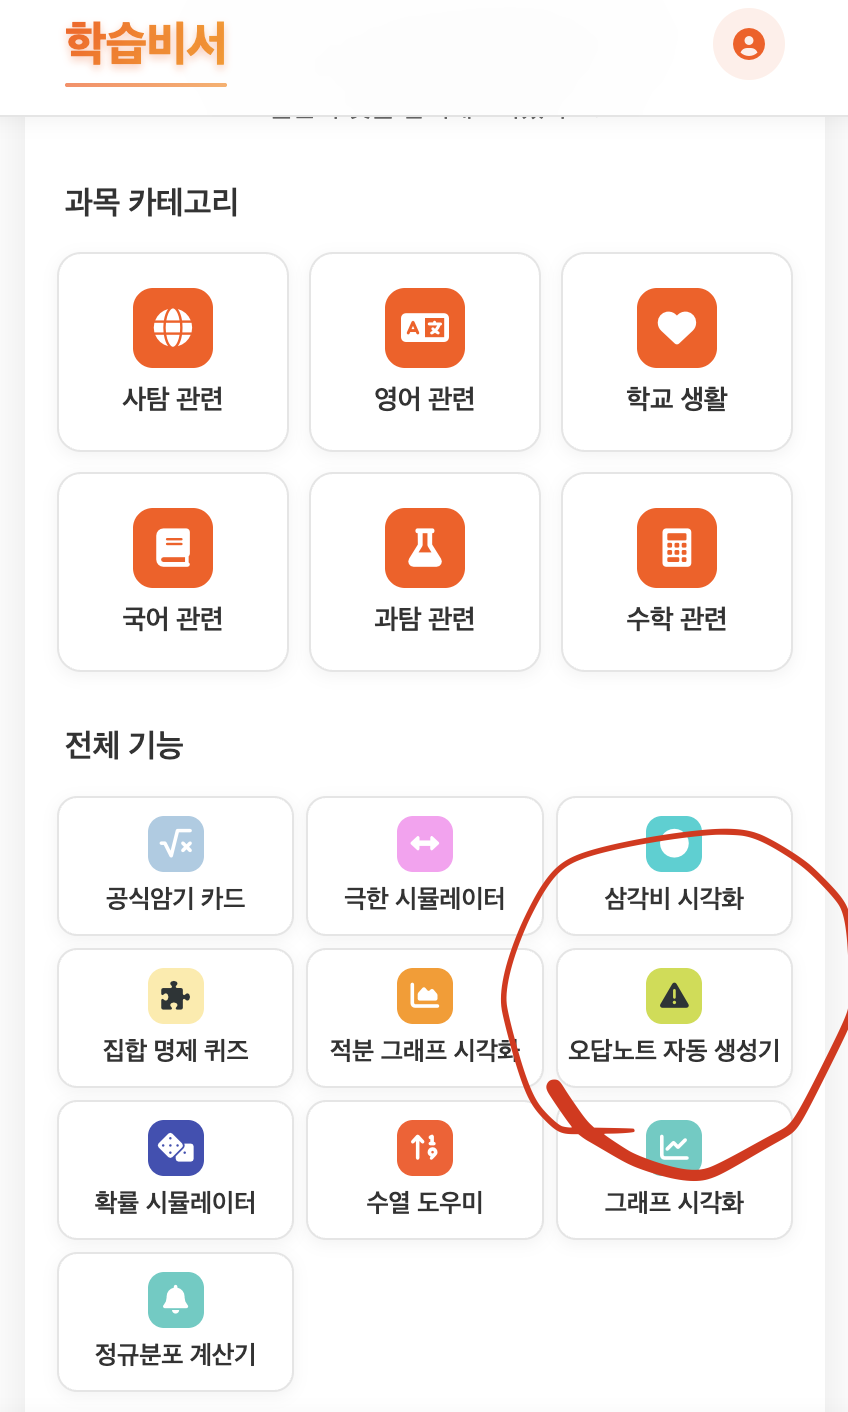 학습비서
과목 카테고리
사탐 관련
영어 관련
학교 생활
국어 관련
과탐 관련
수학 관련
전체 기능
공식암기 카드
극한 시뮬레이터
삼각비 시각화
집합 명제 퀴즈
적분 그래프 시각화
오답노트 자동 생성기
확률 시뮬레이터
수열 도우미
그래프 시각화
정규분포 계산기